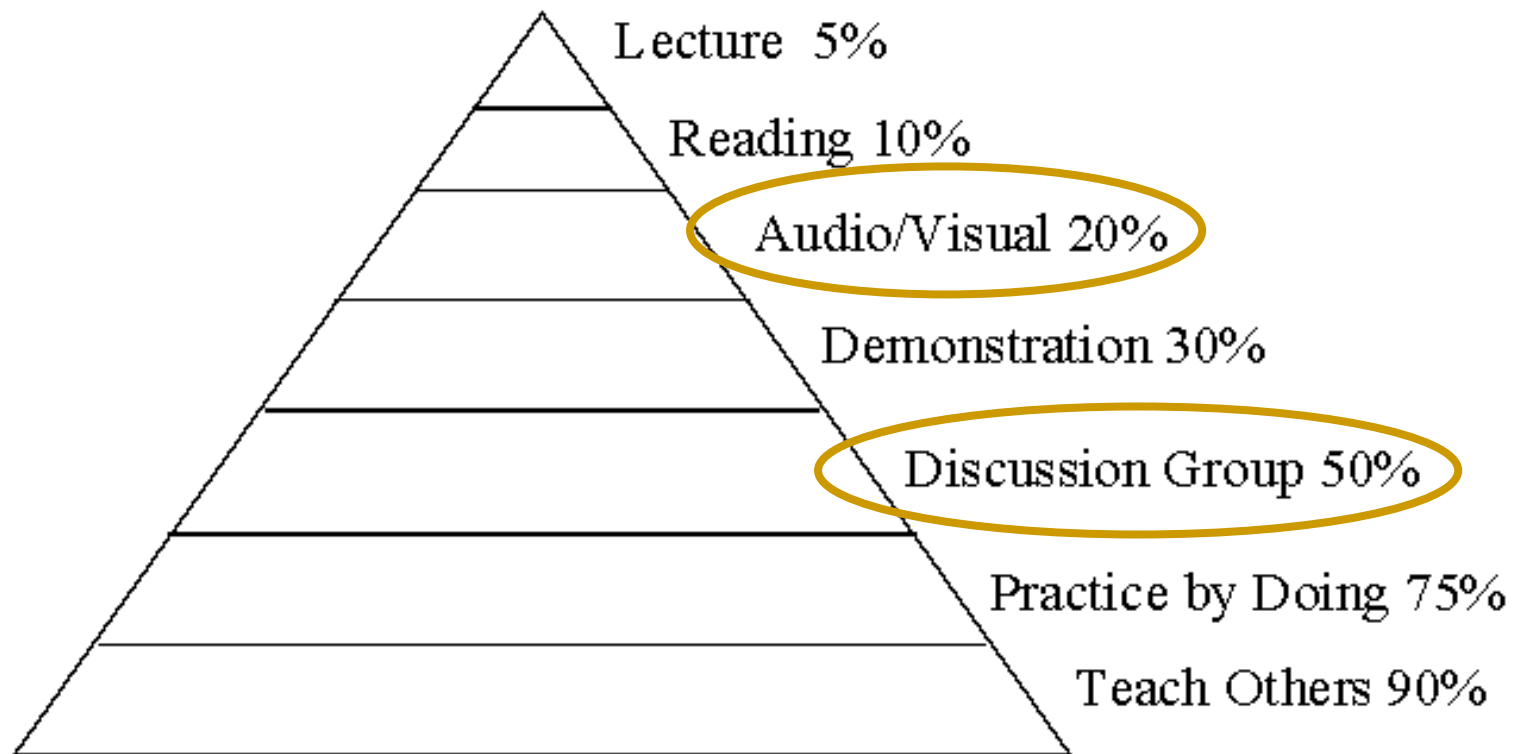 Lecture 5%
Reading 10%
Audio/Visual 20%
Demonstration 30%
Discussion Group 50%
Practice by Doing 75%
Teach Others 90%